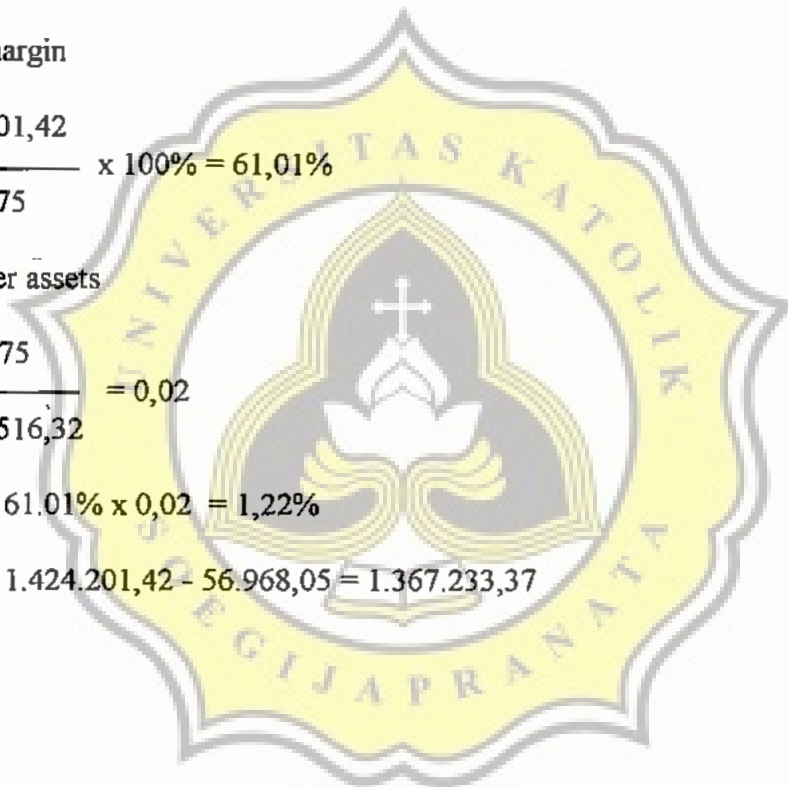 margin
01,42
x 100% = 61,01%
75
er assets
75
= 0,02
516,32
61.01% x 0,02 = 1,22%
1.424.201,42 - 56.968,05 = 1.367.233,37
UNIVERSITAS KATOLIK
SOEGIJAPRANATA